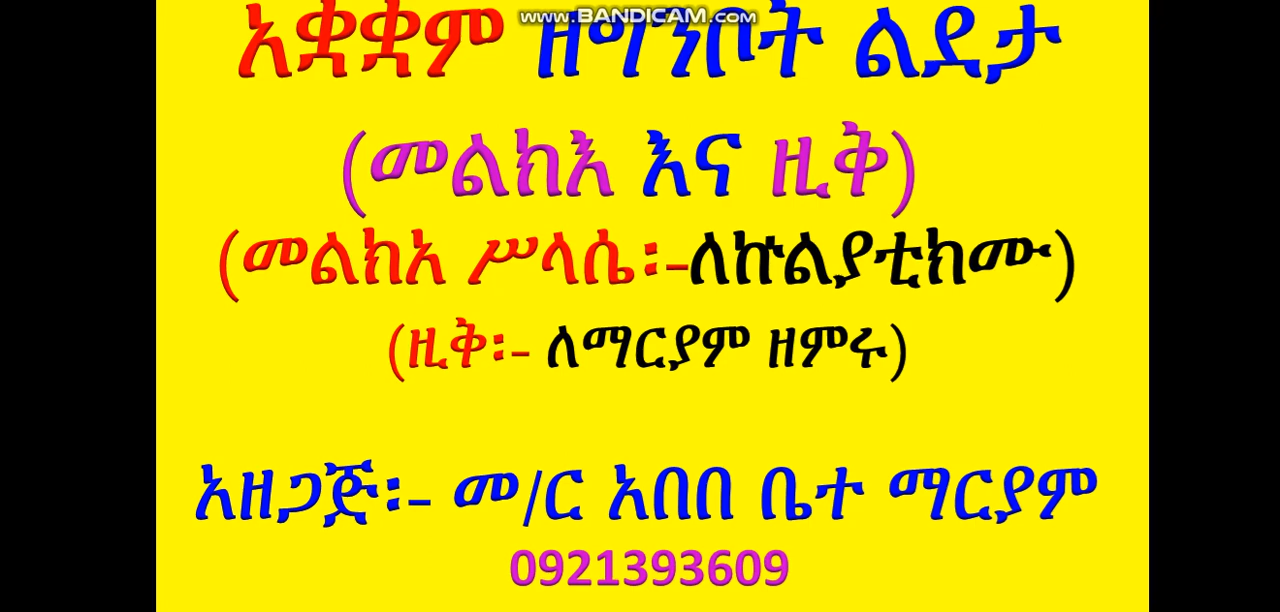 www.BANDICAM.com
አቋቋም ዘግንቦት ልደታ
(መልክእ እና ዚቅ)
(መልክአ ሥላሴ፡-ለኵልያቲክሙ)
(ዚቅ፡- ለማርያም ዘምሩ)
አዘጋጅ፡- መ/ር አበበ ቤተ ማርያም
0921393609